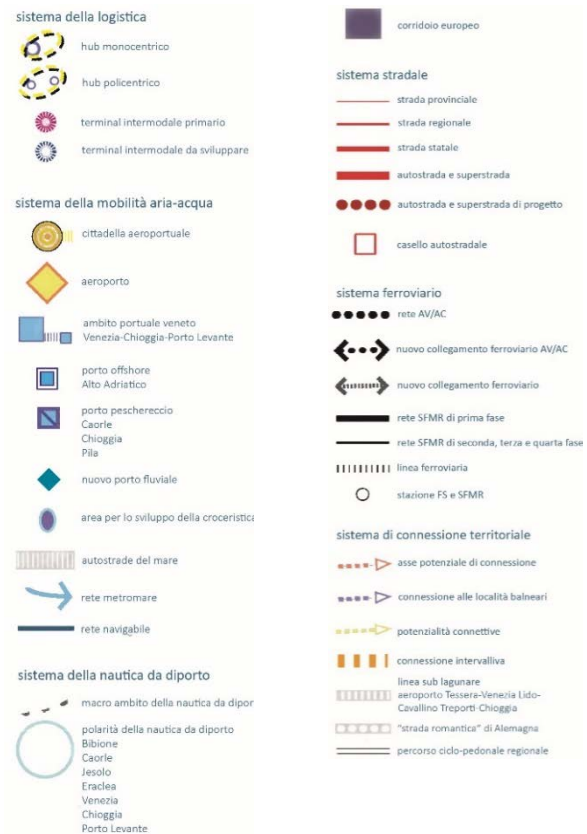 sistema della logistica
hub monocentrico
hub policentrico
terminal intermodale primario
terminal intermodale da sviluppare
sistema della mobilità aria-acqua
cittadella aeroportuale
aeroporto
ambito portuale veneto
Venezia-Chioggia-Porto Levante
porto offshore
Alto Adriatico
porto peschereccio
Caorle
Chioggia
Pila
nuovo porto fluviale
area per lo sviluppo della croceristica
autostrade del mare
rete metromare
rete navigabile
sistema della nautica da diporto
macro ambito della nautica da dipor
polarità della nautica da diporto
Bibione
Caorle
Jesolo
Eraclea
Venezia
Chioggia
Porto Levante
corridoio europeo
sistema stradale
strada provinciale
strada regionale
strada statale
autostrada e superstrada
autostrada e superstrada di progetto
casello autostradale
sistema ferroviario
rete AV/AC
nuovo collegamento ferroviario AV/AC
nuovo collegamento ferroviario
rete SFMR di prima fase
rete SFMR di seconda, terza e quarta fase
linea ferroviaria
stazione FS e SFMR
sistema di connessione territoriale
asse potenziale di connessione
connessione alle località balneari
potenzialità connettive
connessione intervalliva
linea sub lagunare
aeroporto Tessera-Venezia Lido-
Cavallino Treporti-Chioggia
"strada romantica" di Alemagna
percorso ciclo-pedonale regionale